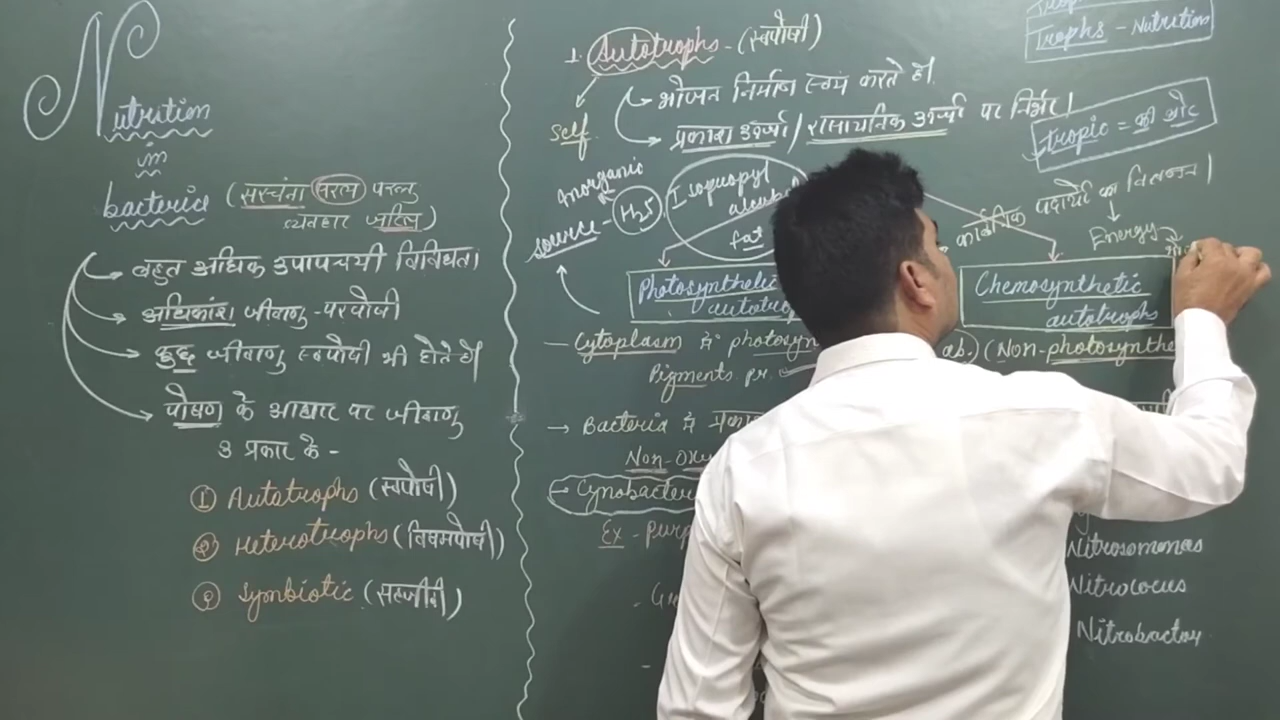 Nutrition
in
bacteria (संरचना सरल परन्तु
व्यवहार जटिल)
बहुत अधिक उपापचयी विविधता
अधिकांश जीवाणु - परपोषी
कुछ जीवाणु स्वपोषी भी होते है।
पोषण के आधार पर जीवाणु
3 प्रकार के -
① Autotrophs (स्वपोषी)
② Heterotrophs (विषमपोषी)
Symbiotic (सहजीवी)
1. Autotrophs - (स्वपोषी)
Self
भोजन निर्माण स्वयं करते है।
प्रकाश ऊर्जा / रासायनिक ऊर्जा पर निर्भर।
Inorganic
source - H2S
Isopropyl
fat
Photosynthetic
Cytoplasm में photosyn
Pigments pr.
→ Bacteria में
Non-Oxy
Cynobacter
Ex - Purp
Trophs - Nutrition
tropic = की ओर
कार्बनिक पदार्थो का
Energy
Chemosynthetic
autotrophs
ab.) (Non-photosynthe
Nitrosomonas
Nitrococus
Nitrobactor